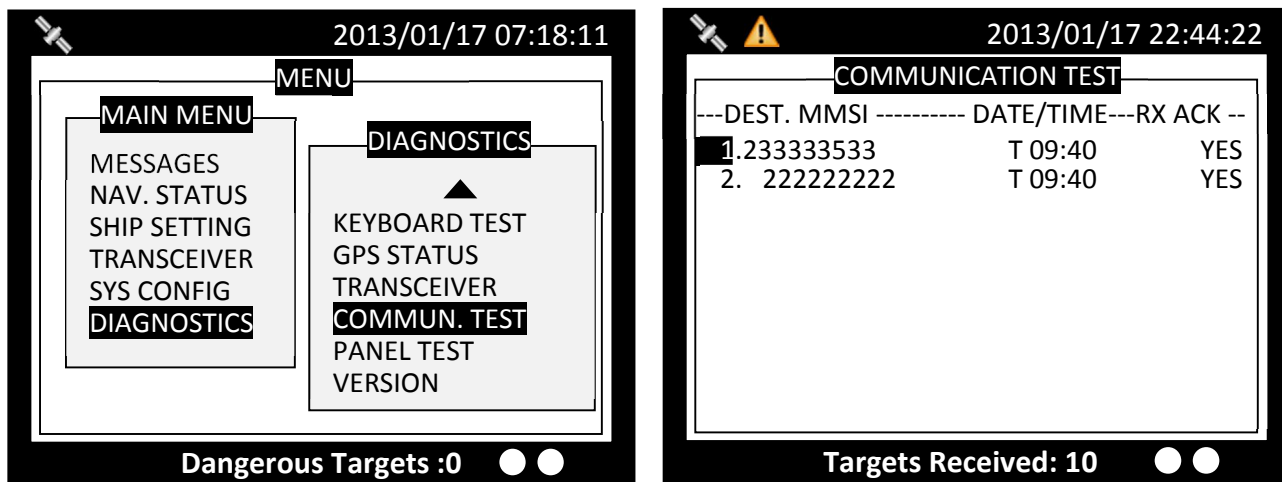 2013/01/17 07:18:11
MENU
MAIN MENU
MESSAGES
NAV. STATUS
SHIP SETTING
TRANSCEIVER
SYS CONFIG
DIAGNOSTICS
DIAGNOSTICS
KEYBOARD TEST
GPS STATUS
TRANSCEIVER
COMMUN. TEST
PANEL TEST
VERSION
Dangerous Targets :0
2013/01/17 22:44:22
COMMUNICATION TEST
---DEST. MMSI ---------- DATE/TIME---RX ACK --
1.233333533 T 09:40 YES
2. 222222222 T 09:40 YES
Targets Received: 10